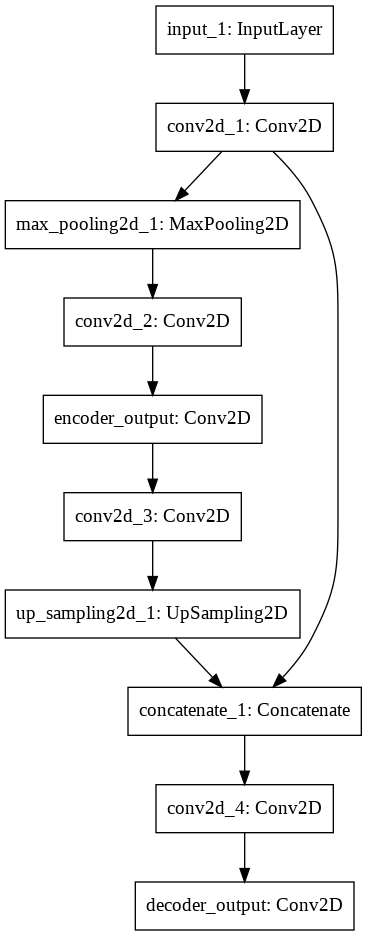 input_1: InputLayer
conv2d_1: Conv2D
max_pooling2d_1: MaxPooling2D
conv2d_2: Conv2D
encoder_output: Conv2D
conv2d_3: Conv2D
up_sampling2d_1: UpSampling2D
concatenate_1: Concatenate
conv2d_4: Conv2D
decoder_output: Conv2D